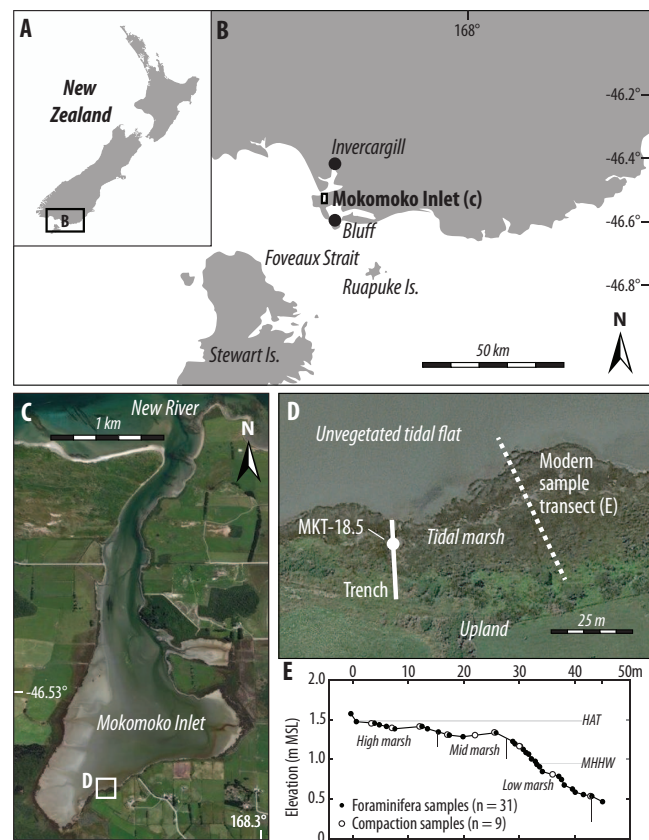 A
New
Zealand
B
B
168°
-46.2°
-46.4°
-46.6°
-46.8°
Invercargill
Mokomoko Inlet (c)
Bluff
Foveaux Strait
Ruapuke Is.
Stewart Is.
N
50 km
C
New River
1 km
N
-46.53°
Mokomoko Inlet
D
168.3°
D
Unvegetated tidal flat
Modern
sample
transect (E)
MKT-18.5
Tidal marsh
Trench
Upland
25 m
E
0 10 20 30 40 50m
2.0
1.5
1.0
0.5
0
Elevation (m MSL)
HAT
High marsh
Mid marsh
MHHW
Low marsh
Foraminifera samples (n = 31)
Compaction samples (n = 9)